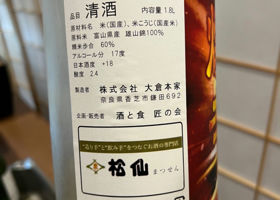 品目 清酒 内容量 1.8L
原材料名 米(国産)、米こうじ(国産米)
原料米 富山県産 雄山錦100%
精米歩合 60%
アルコール分 17度
日本酒度 +18
酸度 2.4
製造者 株式会社 大倉本家
奈良県香芝市鎌田692
企画・販売者 酒と食 匠の会
"造り手"と"飲み手"をつなぐお酒の専門店
松仙
まつせん